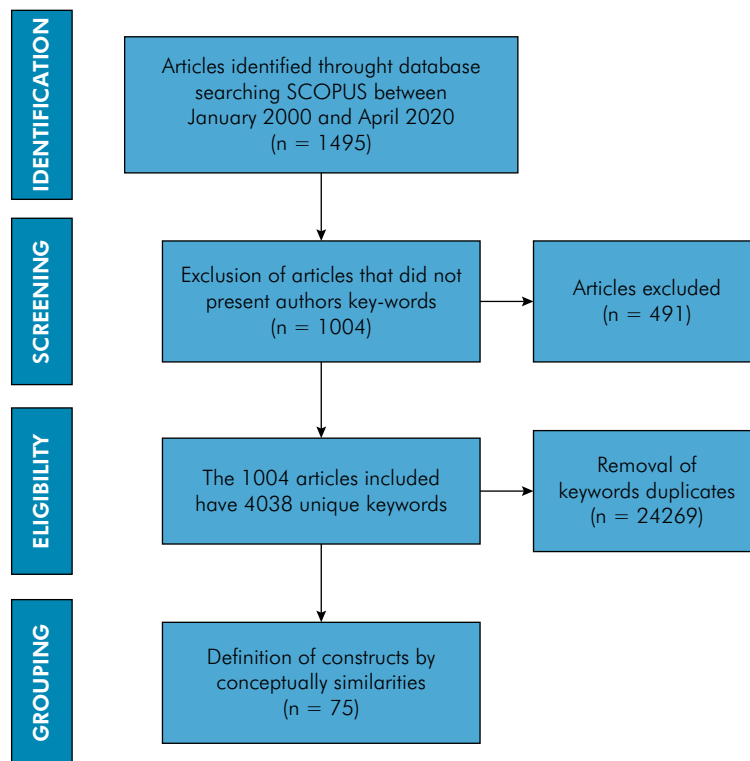 IDENTIFICATION
Articles identified throught database
searching SCOPUS between
January 2000 and April 2020
(n = 1495)
SCREENING
Exclusion of articles that did not
present authors key-words
(n = 1004)
Articles excluded
(n = 491)
ELIGIBILITY
The 1004 articles included
have 4038 unique keywords
Removal of
keywords duplicates
(n = 24269)
GROUPING
Definition of constructs by
conceptually similarities
(n = 75)